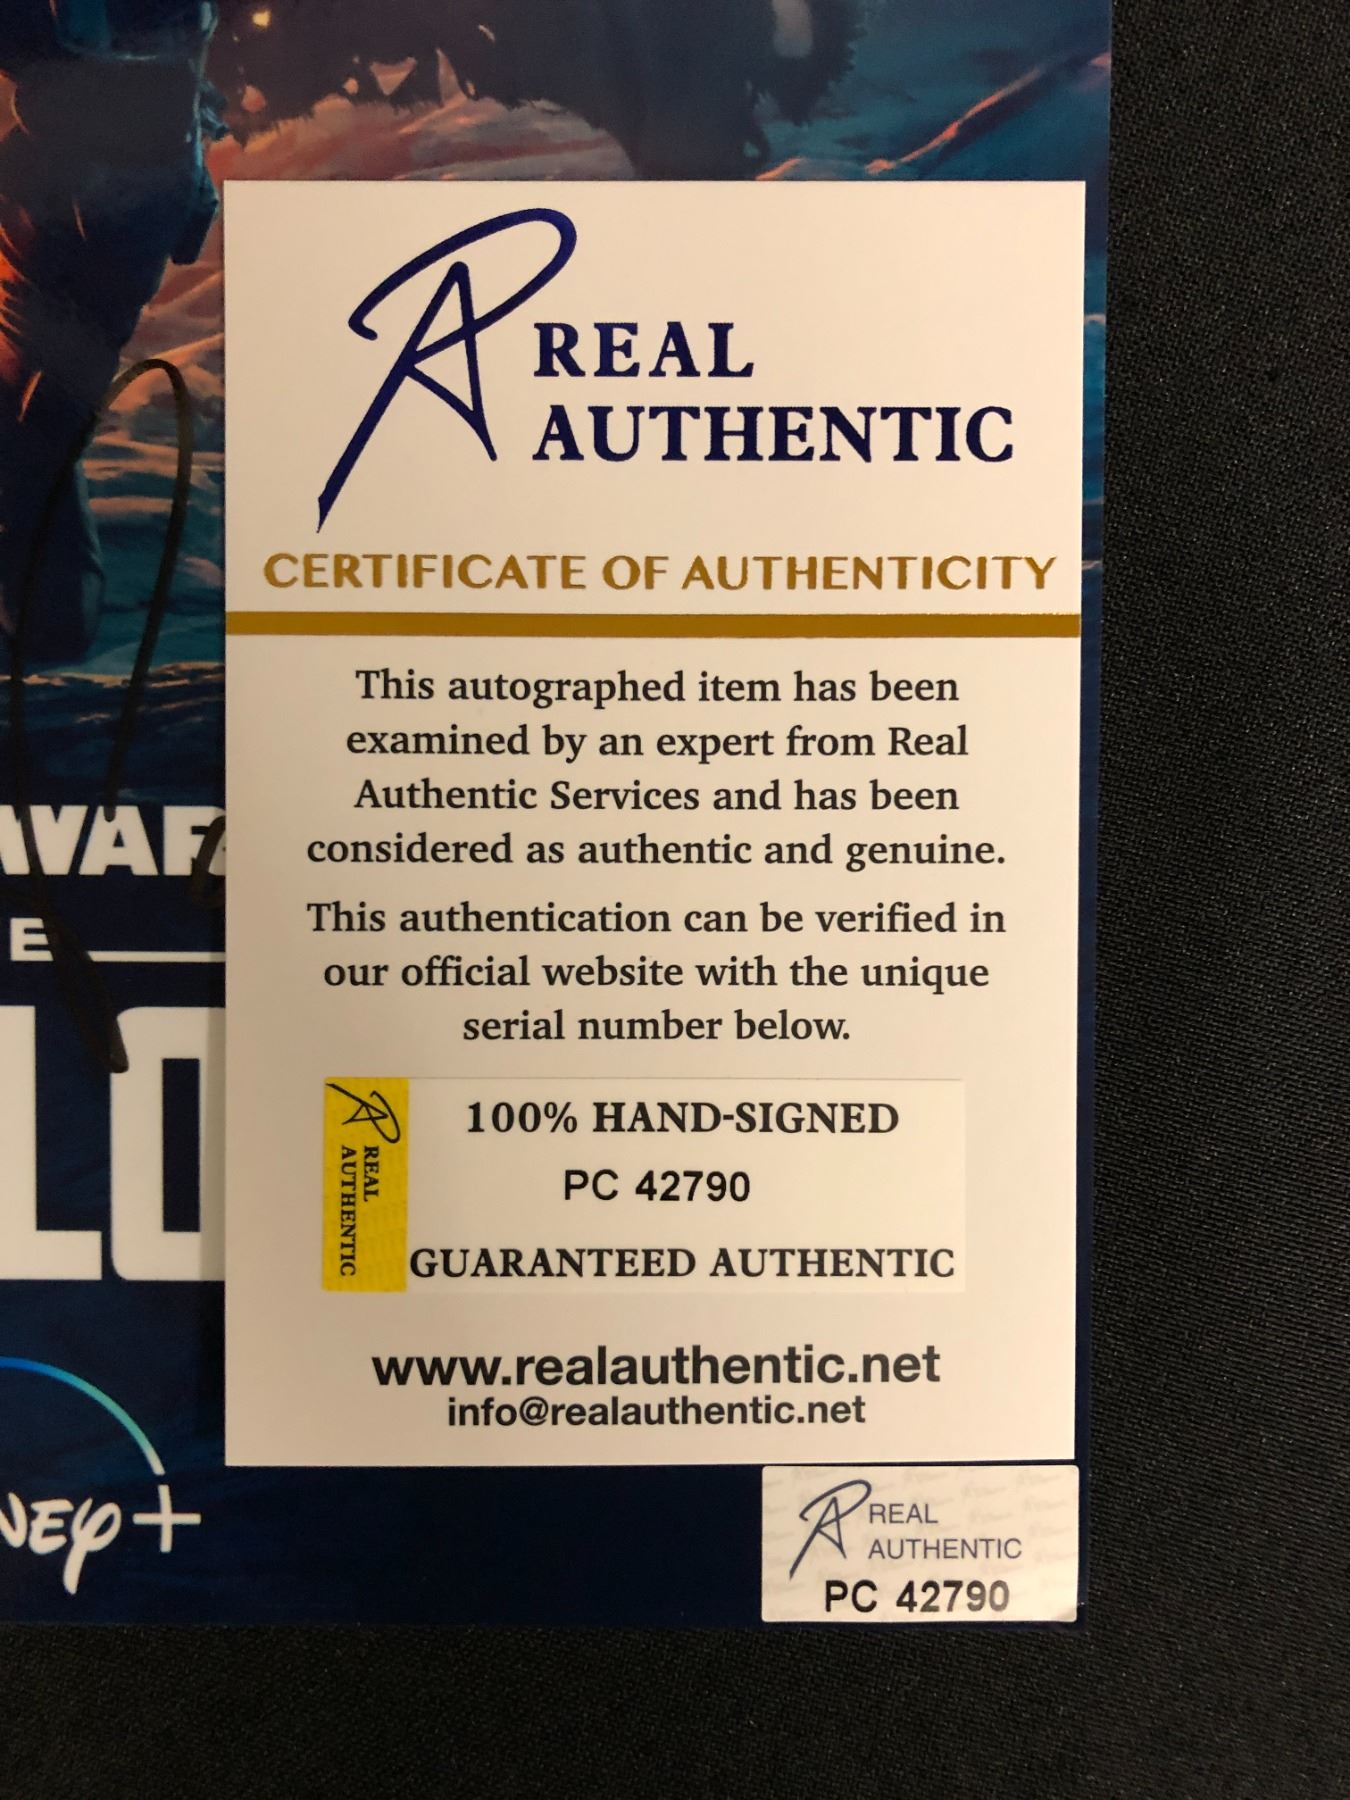 REAL
AUTHENTIC
CERTIFICATE OF AUTHENTICITY
This autographed item has been
examined by an expert from Real
Authentic Services and has been
considered as authentic and genuine.
This authentication can be verified in
our official website with the unique
serial number below.
REAL
AUTHENTIC
100% HAND-SIGNED
PC 42790
GUARANTEED AUTHENTIC
www.realauthentic.net
info@realauthentic.net
REAL
AUTHENTIC
PC 42790
WAR
E
LO
NEY+